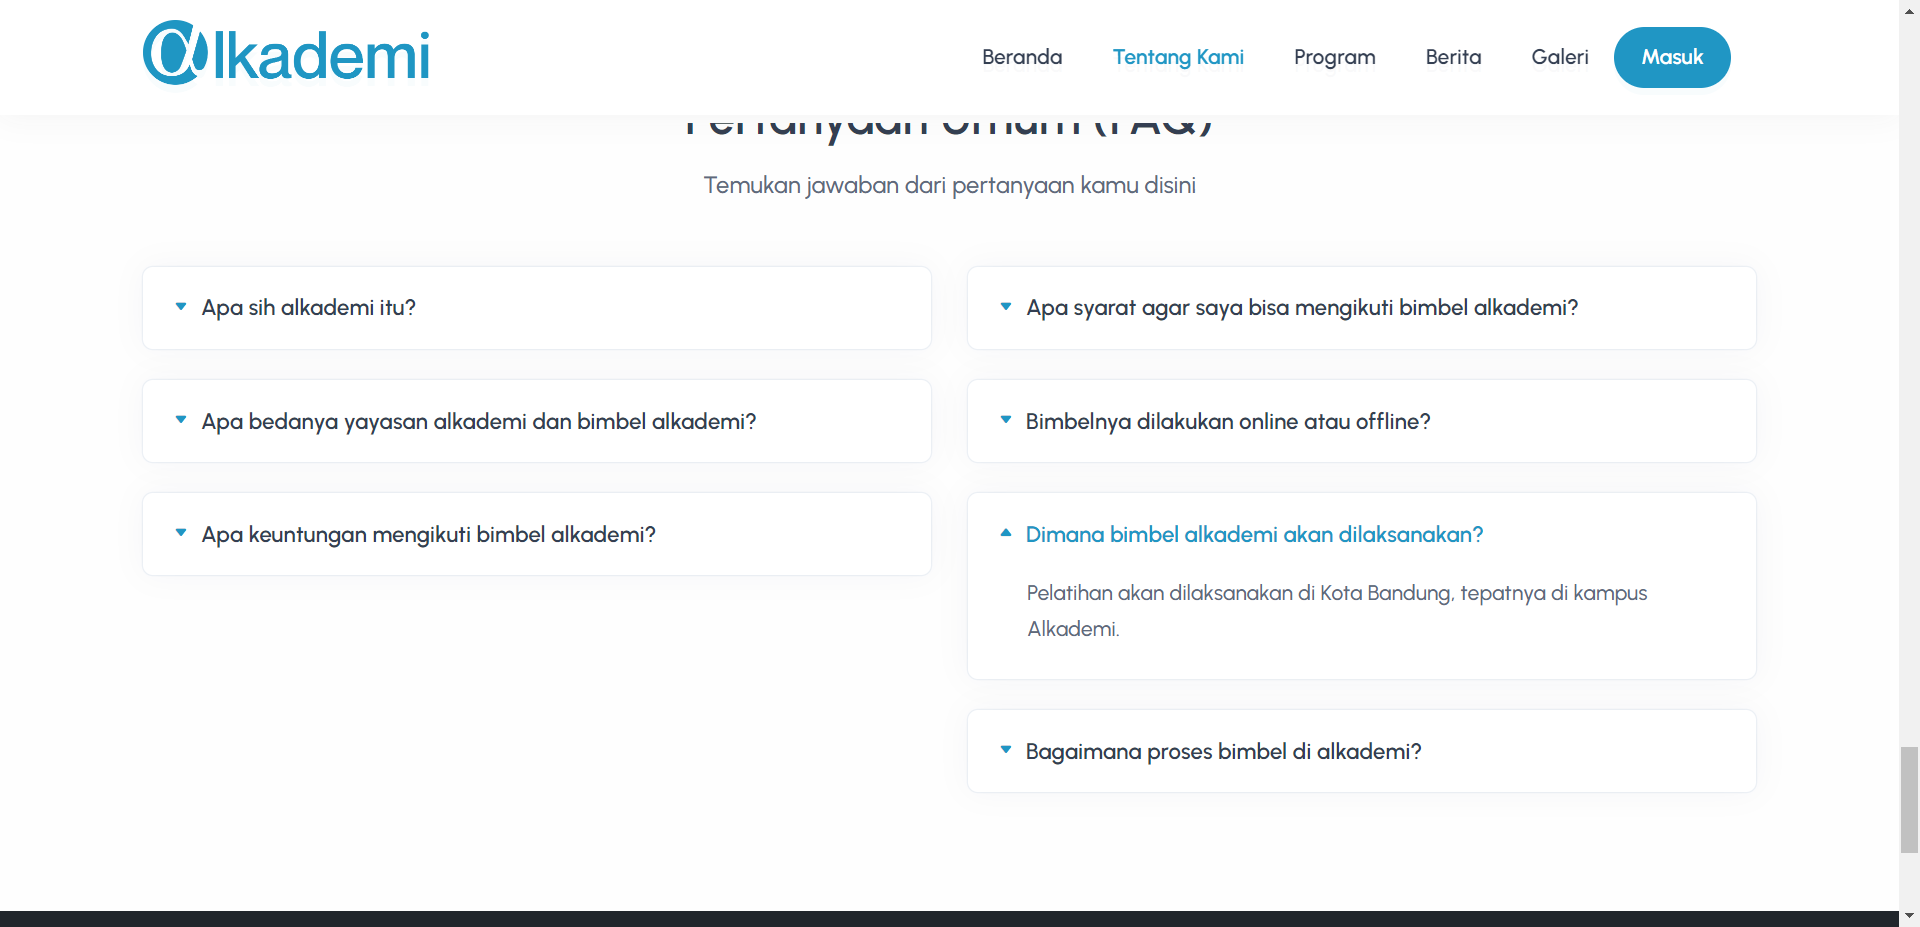 @lkademi
Beranda
Tentang Kami
Program
Berita
Galeri
Masuk
Pertanyaan Umum (FAQ)
Temukan jawaban dari pertanyaan kamu disini
Apa sih alkademi itu?
Apa bedanya yayasan alkademi dan bimbel alkademi?
Apa keuntungan mengikuti bimbel alkademi?
Apa syarat agar saya bisa mengikuti bimbel alkademi?
Bimbelnya dilakukan online atau offline?
Dimana bimbel alkademi akan dilaksanakan?
Pelatihan akan dilaksanakan di Kota Bandung, tepatnya di kampus
Alkademi.
Bagaimana proses bimbel di alkademi?